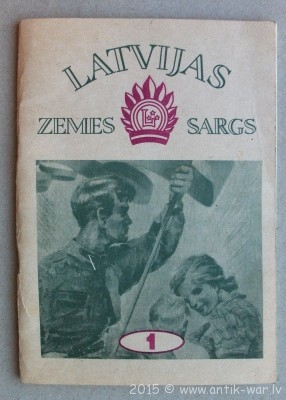 LATVIJAS
ZEMES SARGS
1
2015 © www.antik-war.lv